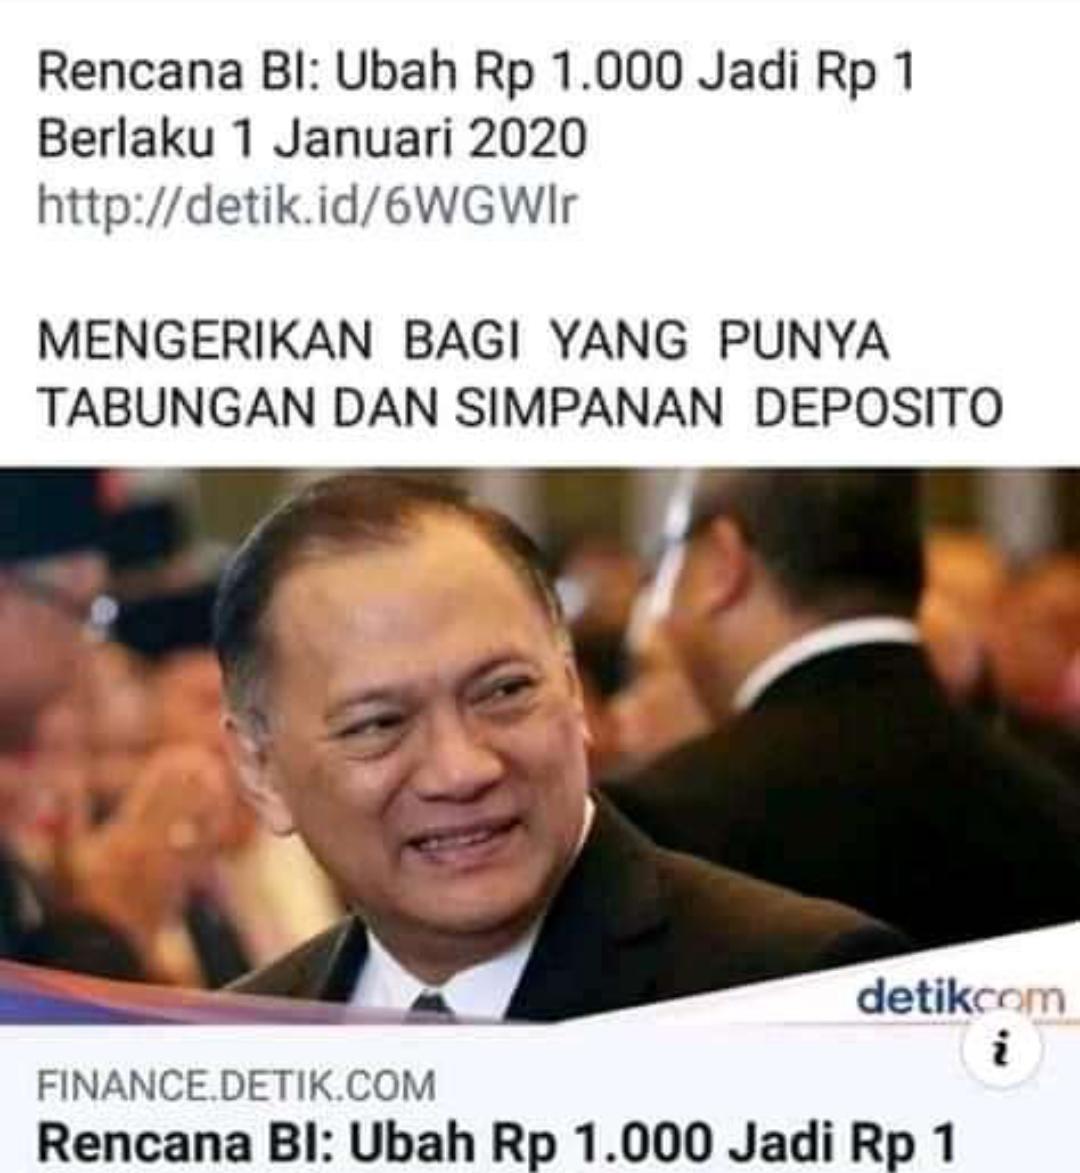 Rencana BI: Ubah Rp 1.000 Jadi Rp 1
Berlaku 1 Januari 2020
http://detik.id/6WGWlr
MENGERIKAN BAGI YANG PUNYA
TABUNGAN DAN SIMPANAN DEPOSITO
detikcom
i
FINANCE.DETIK.COM
Rencana BI: Ubah Rp 1.000 Jadi Rp 1